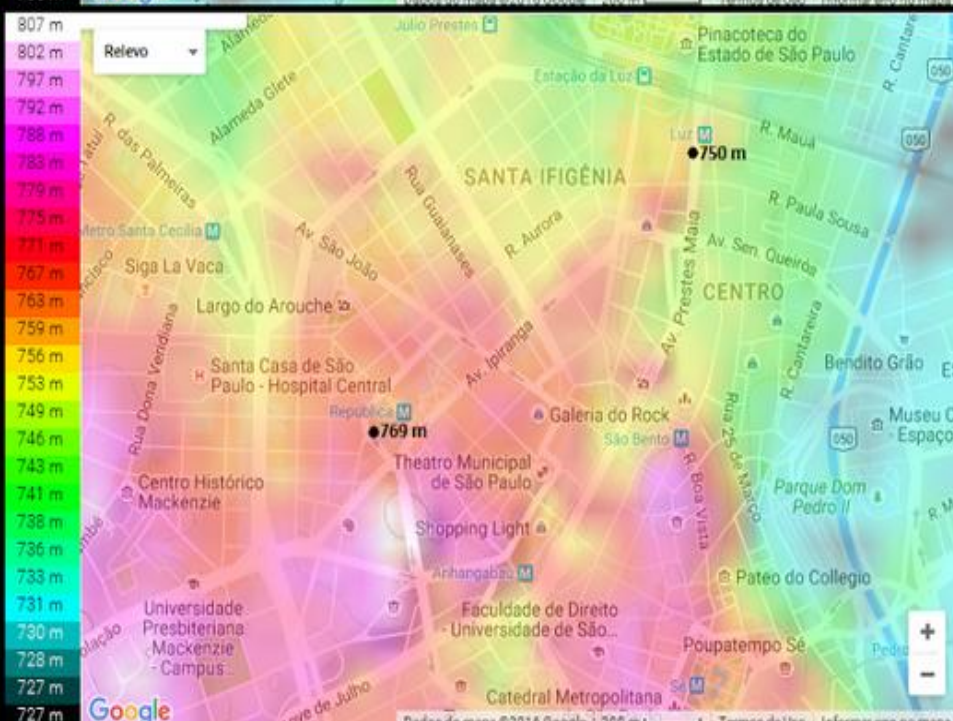 807 m
802 m
797 m
792 m
788 m
783 m
779 m
775 m
771 m
767 m
763 m
759 m
756 m
753 m
749 m
746 m
743 m
741 m
738 m
736 m
733 m
731 m
730 m
728 m
727 m
727 m
Relevo
Alameda Glete
R. das Palmeiras
Metro Santa Cecília
Siga La Vaca
Largo do Arouche
Rua Dona Veridiana
Santa Casa de São
Paulo - Hospital Central
República
769 m
Centro Histórico
Mackenzie
Universidade
Presbiteriana
Mackenzie
- Campus...
Google
Júlio Prestes
Estação da Luz
Pinacoteca do
Estado de São Paulo
R. Cantare
050
Luz
750 m
R. Mauá
050
SANTA IFIGÊNIA
Rua Guaianases
R. Aurora
Av. São João
Av. Ipiranga
Av. Prestes Maia
R. Paula Sousa
Av. Sen. Queirós
CENTRO
R. Cantareira
Bendito Grão
Galeria do Rock
São Bento
Rua 25 de Março
R. Boa Vista
050
Museu C
- Espaço
Parque Dom
Pedro II
Theatro Municipal
de São Paulo
Shopping Light
Anhangabaú
Faculdade de Direito
- Universidade de São...
Pateo do Collegio
Poupatempo Sé
Sé
Catedral Metropolitana
Pedro
+
−